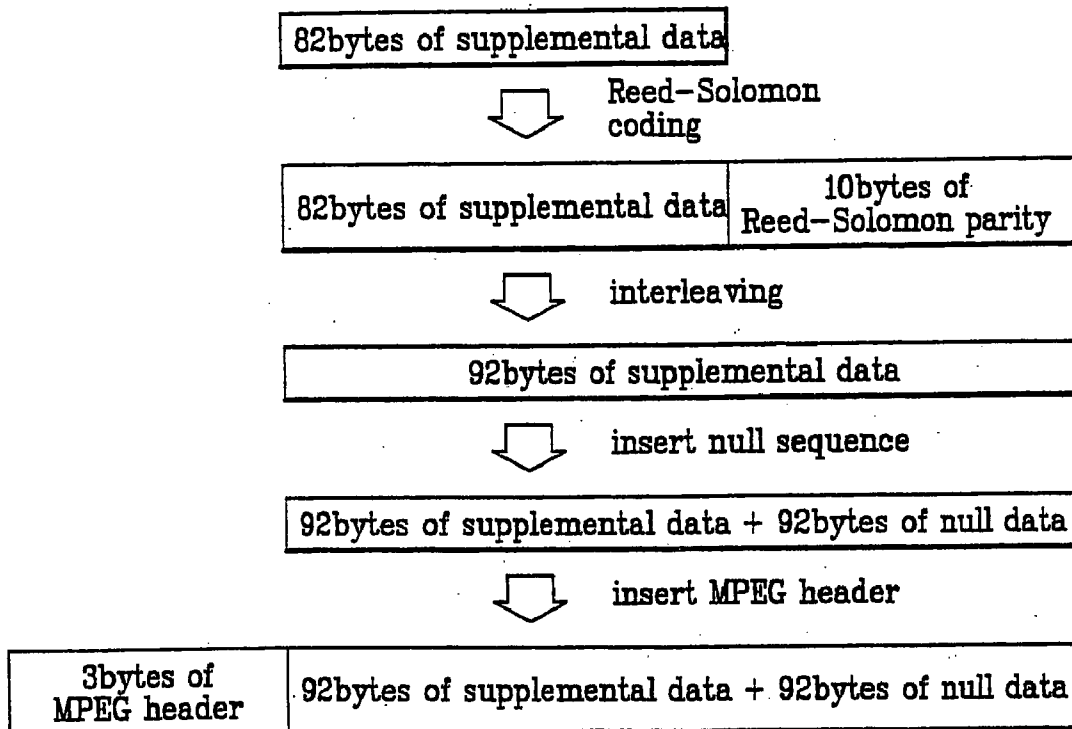 82bytes of supplemental data
Reed-Solomon
coding
82bytes of supplemental data
10bytes of
Reed-Solomon parity
interleaving
92bytes of supplemental data
insert null sequence
92bytes of supplemental data + 92bytes of null data
insert MPEG header
3bytes of
MPEG header
92bytes of supplemental data + 92bytes of null data